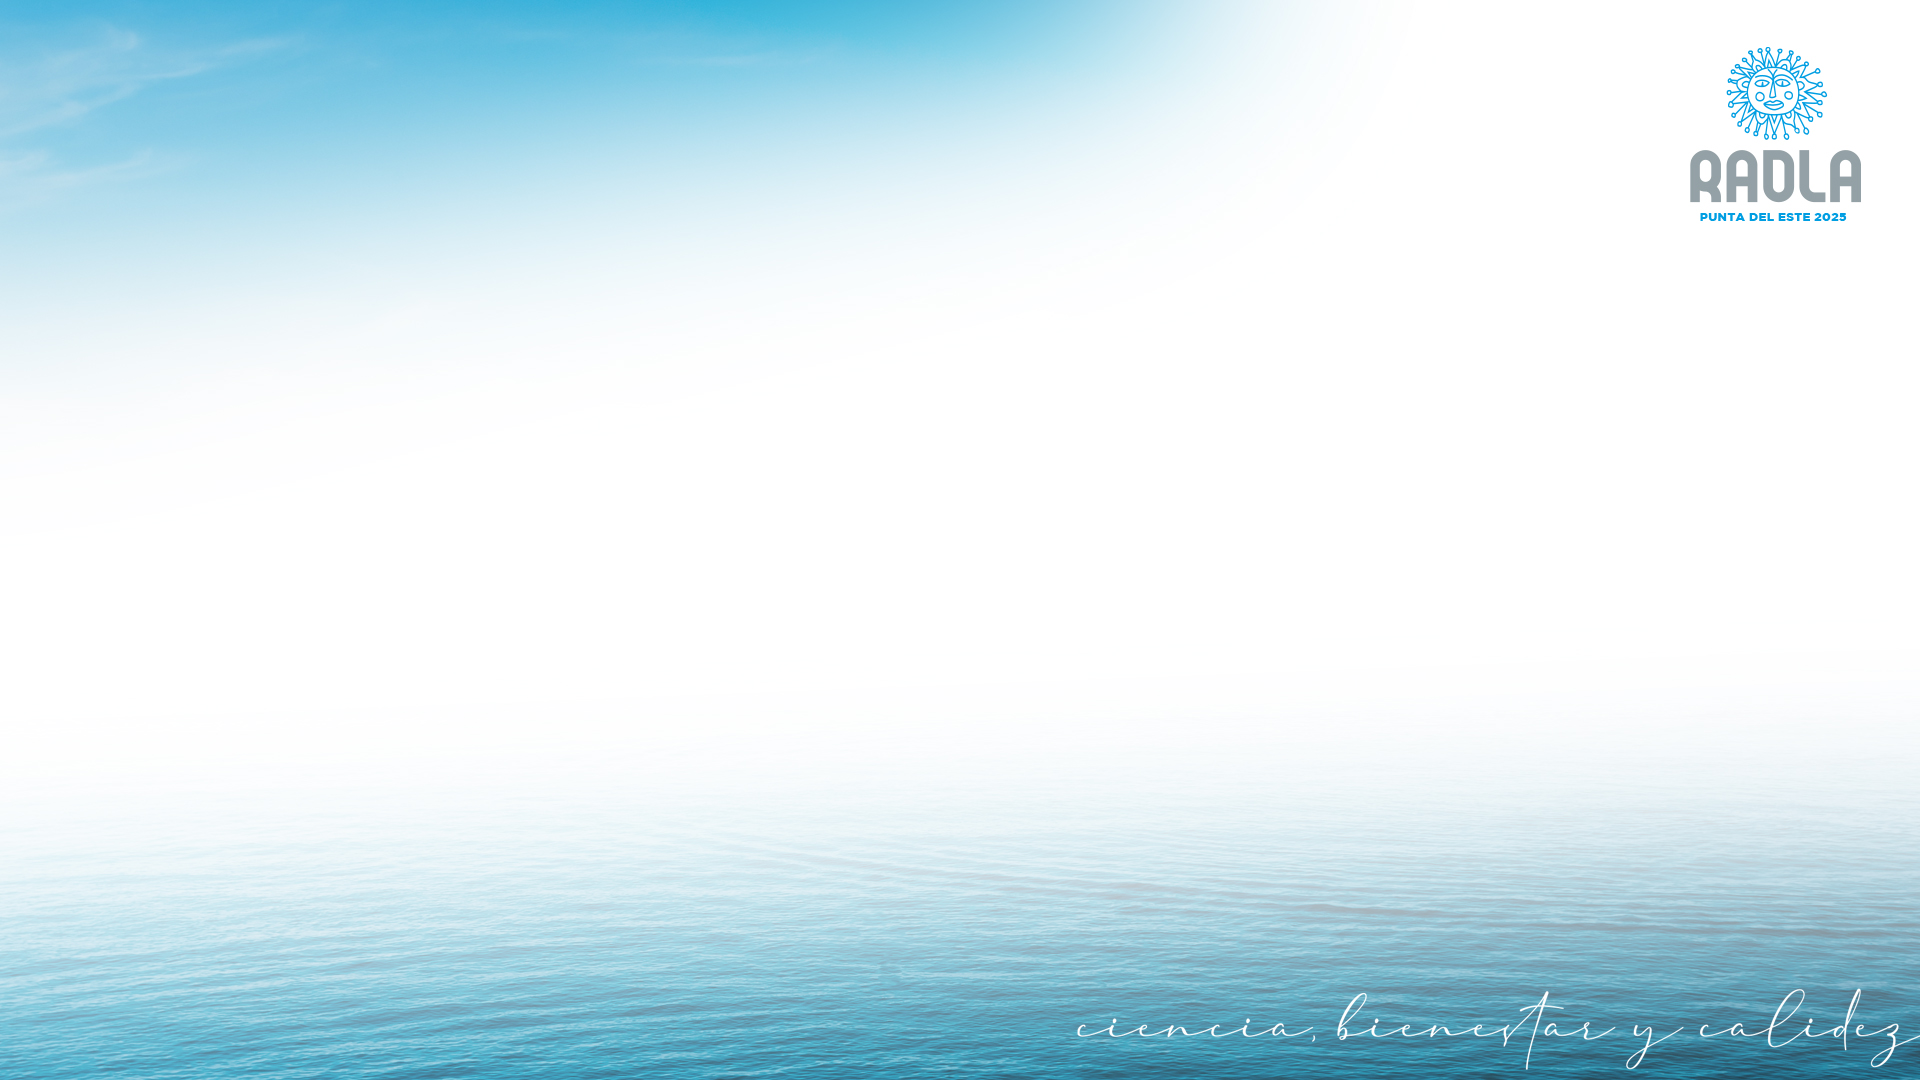 RADLA
PUNTA DEL ESTE 2025
ciencia, bienestar y calidez